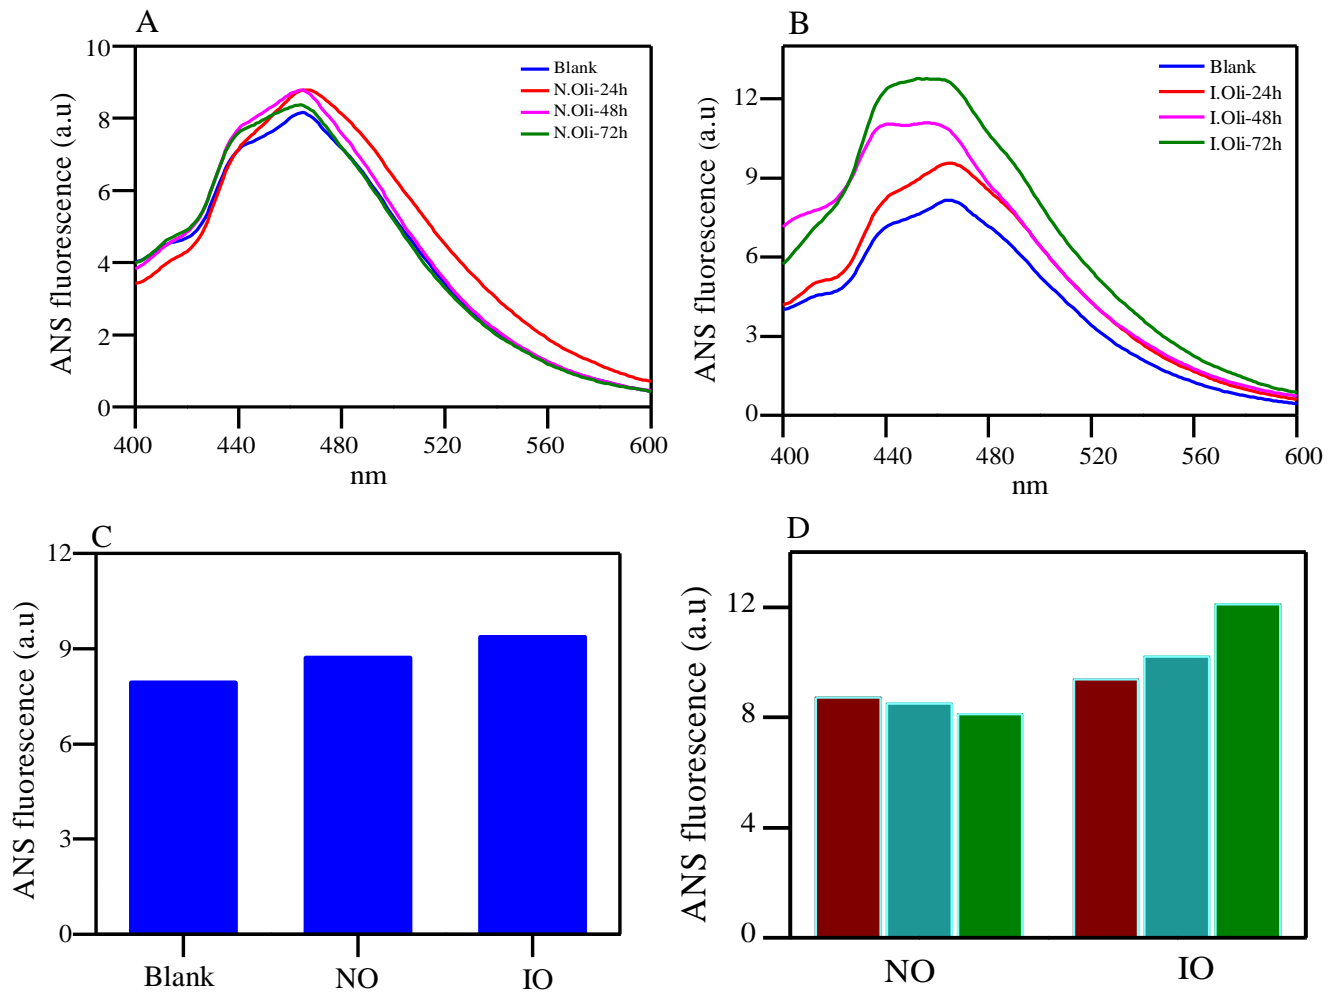 A
10
8
6
4
2
0
ANS fluorescence (a.u)
Blank
N.Oli-24h
N.Oli-48h
N.Oli-72h
400 440 480 520 560 600
nm
B
12
9
6
3
0
ANS fluorescence (a.u)
Blank
I.Oli-24h
I.Oli-48h
I.Oli-72h
400 440 480 520 560 600
nm
C
12
9
6
3
0
ANS fluorescence (a.u)
Blank NO IO
D
12
8
4
0
ANS fluorescence (a.u)
NO IO